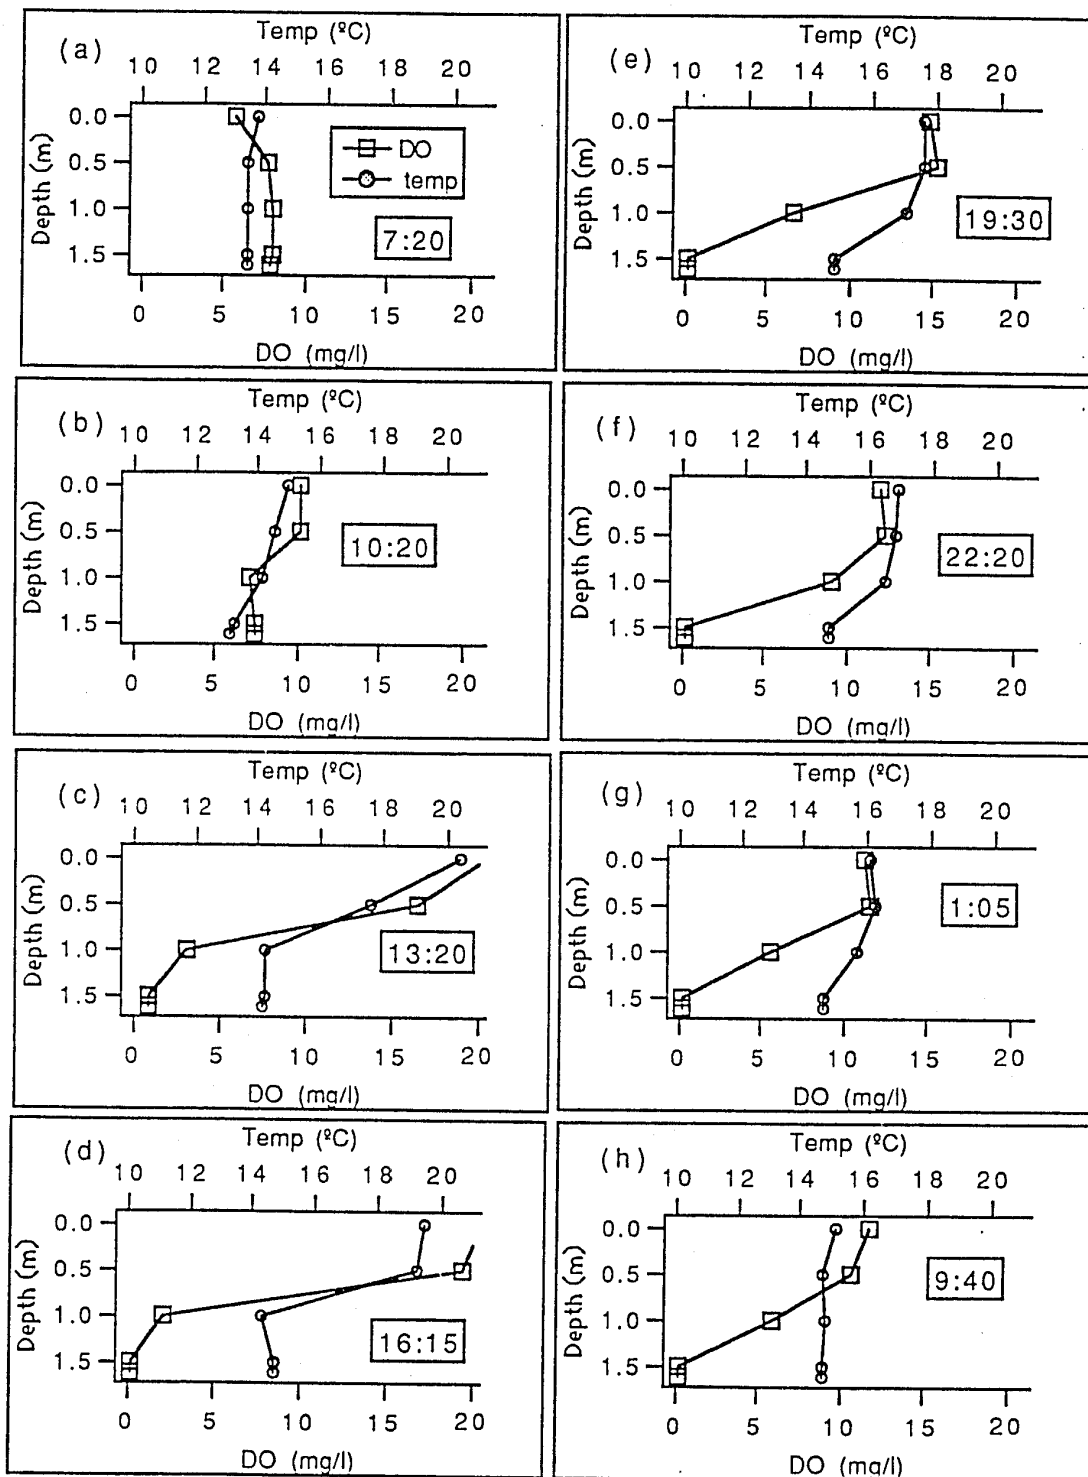 (a)
Temp (ºC)
10 12 14 16 18 20
0.0
0.5
1.0
1.5
Depth (m)
DO
temp
7:20
0 5 10 15 20
DO (mg/l)
(e)
Temp (ºC)
10 12 14 16 18 20
0.0
0.5
1.0
1.5
Depth (m)
19:30
0 5 10 15 20
DO (mg/l)
(b)
Temp (ºC)
10 12 14 16 18 20
0.0
0.5
1.0
1.5
Depth (m)
10:20
0 5 10 15 20
DO (mg/l)
(f)
Temp (ºC)
10 12 14 16 18 20
0.0
0.5
1.0
1.5
Depth (m)
22:20
0 5 10 15 20
DO (mg/l)
(c)
Temp (ºC)
10 12 14 16 18 20
0.0
0.5
1.0
1.5
Depth (m)
13:20
0 5 10 15 20
DO (mg/l)
(g)
Temp (ºC)
10 12 14 16 18 20
0.0
0.5
1.0
1.5
Depth (m)
1:05
0 5 10 15 20
DO (mg/l)
(d)
Temp (ºC)
10 12 14 16 18 20
0.0
0.5
1.0
1.5
Depth (m)
16:15
0 5 10 15 20
DO (mg/l)
(h)
Temp (ºC)
10 12 14 16 18 20
0.0
0.5
1.0
1.5
Depth (m)
9:40
0 5 10 15 20
DO (mg/l)